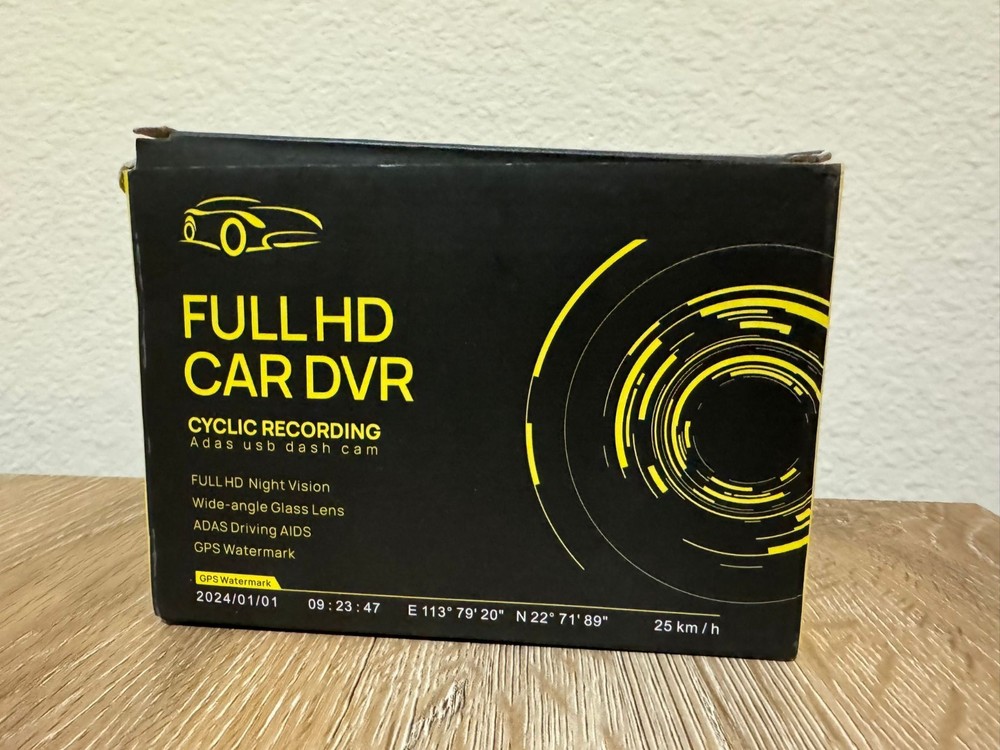 FULL HD
CAR DVR
CYCLIC RECORDING
Adas usb dash cam
FULL HD Night Vision
Wide-angle Glass Lens
ADAS Driving AIDS
GPS Watermark
GPS Watermark
2024/01/01 09:23:47 E 113° 79' 20" N 22° 71' 89" 25 km/h